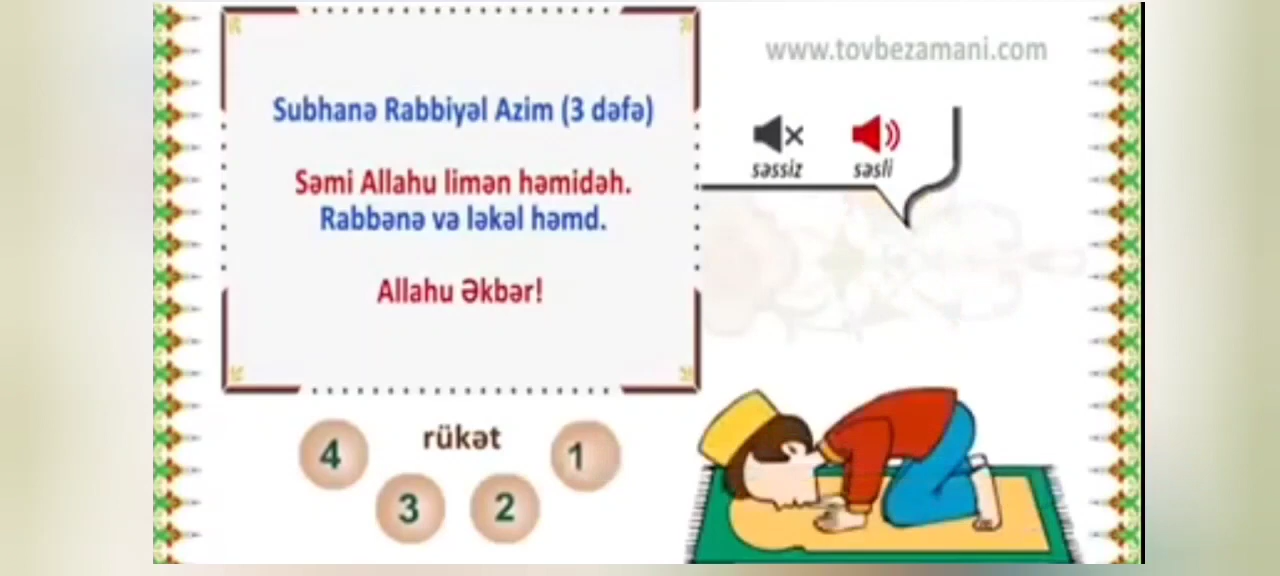 www.tovbezamani.com
Subhanə Rabbiyəl Azim (3 dəfə)
Səmi Allahu limən həmidəh.
Rabbənə və ləkəl həmd.
Allahu Əkbər!
səssiz
səsli
rükət
4
3
2
1